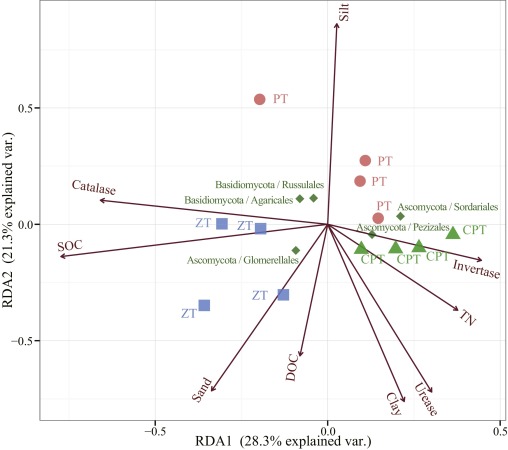 Silt
0.5
PT
PT
Basidiomycota / Russulales
PT
Catalase
Basidiomycota / Agaricales
PT
Ascomycota / Sordariales
0.0
ZT
ZT
Ascomycota / Pezizales
CPT
SOC
Ascomycota / Glomerellales
CPT
CPT
CPT
Invertase
ZT
ZT
TN
−0.5
DOC
Sand
Clay
Urease
RDA2 (21.3% explained var.)
−0.5
0.0
0.5
RDA1 (28.3% explained var.)